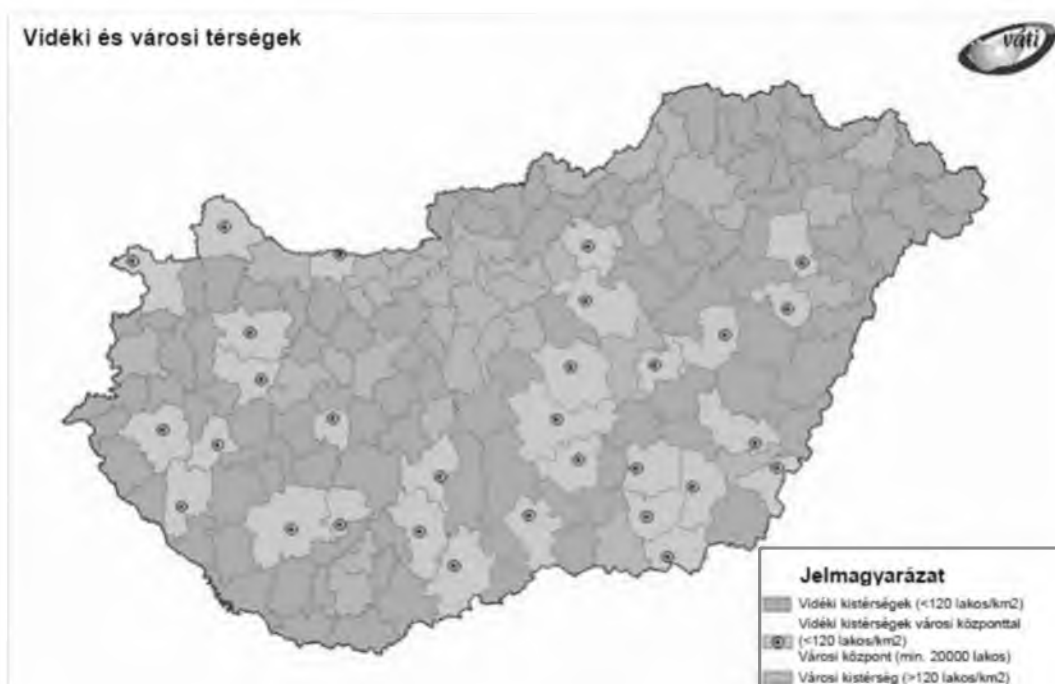 Vidéki és városi térségek
váti
Jelmagyarázat
Vidéki kistérségek (<120 lakos/km2)
Vidéki kistérségek városi központtal
(<120 lakos/km2)
Városi központ (min. 20000 lakos)
Városi kistérség (>120 lakos/km2)